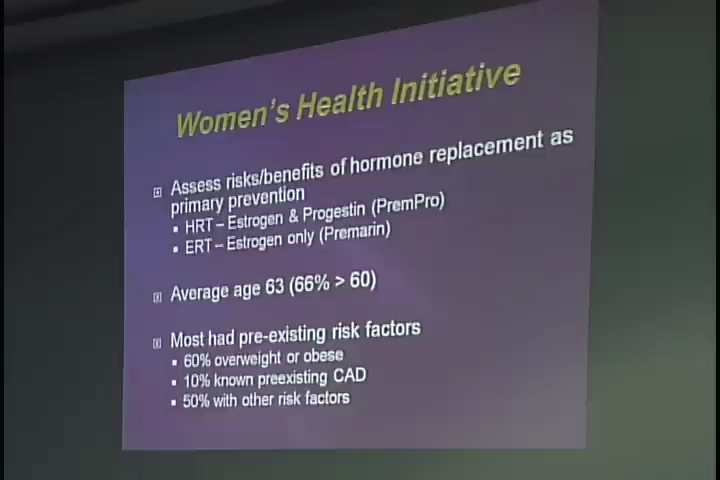 Women's Health Initiative
Assess risks/benefits of hormone replacement as
primary prevention
HRT – Estrogen & Progestin (PremPro)
ERT – Estrogen only (Premarin)
Average age 63 (66% > 60)
Most had pre-existing risk factors
60% overweight or obese
10% known preexisting CAD
50% with other risk factors